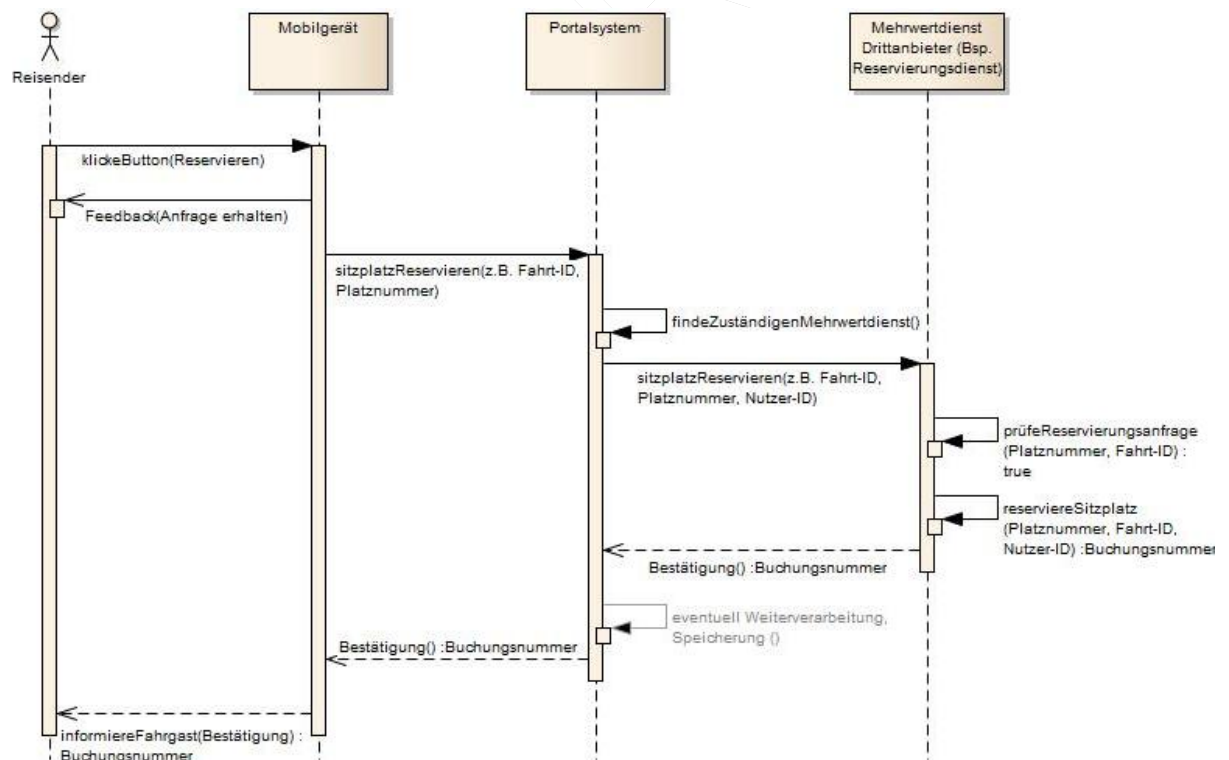 Reisender
Mobilgerät
Portalsystem
Mehrwertdienst
Drittanbieter (Bsp.
Reservierungsdienst)
klickeButton(Reservieren)
Feedback(Anfrage erhalten)
sitzplatzReservieren(z.B. Fahrt-ID,
Platznummer)
findeZuständigenMehrwertdienst()
sitzplatzReservieren(z.B. Fahrt-ID,
Platznummer, Nutzer-ID)
prüfeReservierungsanfrage
(Platznummer, Fahrt-ID) :
true
reserviereSitzplatz
(Platznummer, Fahrt-ID,
Nutzer-ID) :Buchungsnummer
Bestätigung() :Buchungsnummer
eventuell Weiterverarbeitung,
Speicherung ()
Bestätigung() :Buchungsnummer
informiereFahrgast(Bestätigung) :
Buchungsnummer